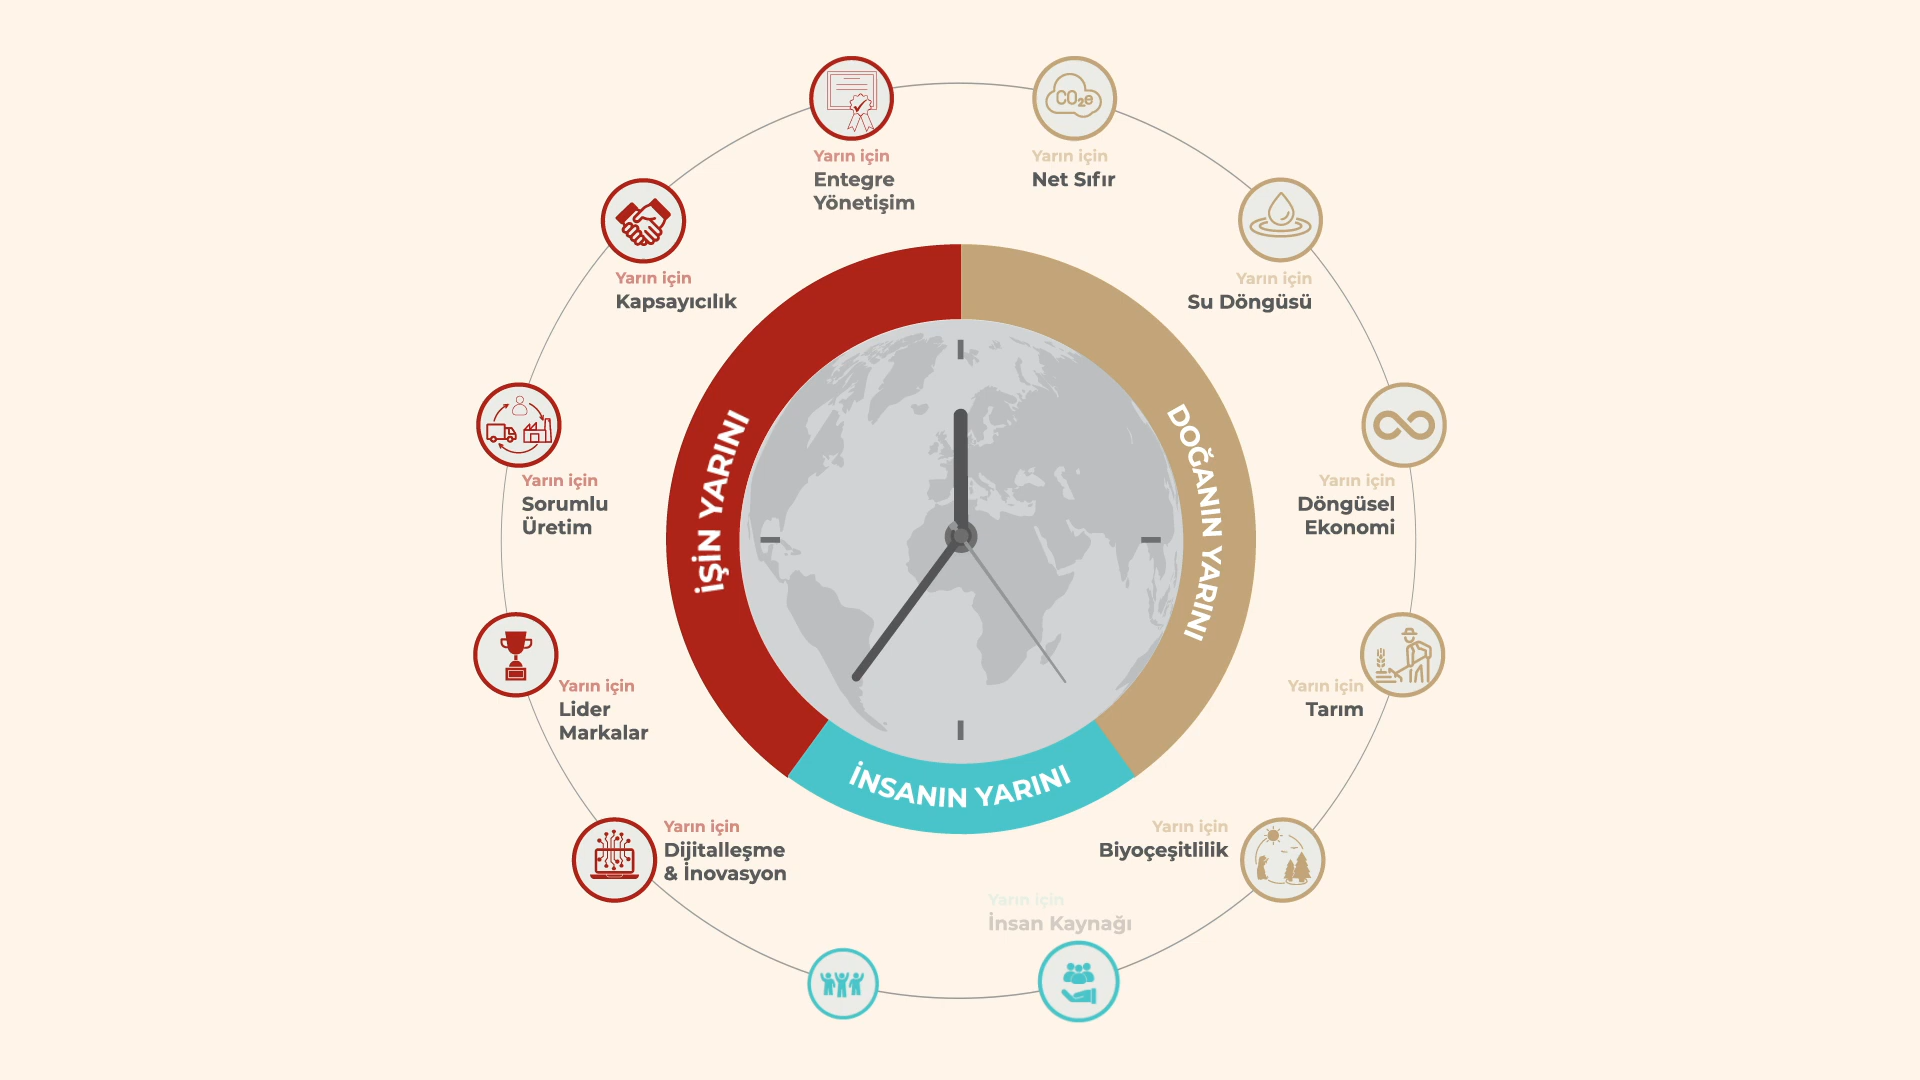 Yarın için
Entegre
Yönetişim
CO₂e
Yarın için
Net Sıfır
Yarın için
Kapsayıcılık
Yarın için
Su Döngüsü
Yarın için
Sorumlu
Üretim
Yarın için
Döngüsel
Ekonomi
Yarın için
Lider
Markalar
Yarın için
Tarım
Yarın için
Dijitalleşme
& İnovasyon
Yarın için
Biyoçeşitlilik
Yarın için
İnsan Kaynağı
İŞİN YARINI
DOĞANIN YARINI
İNSANIN YARINI